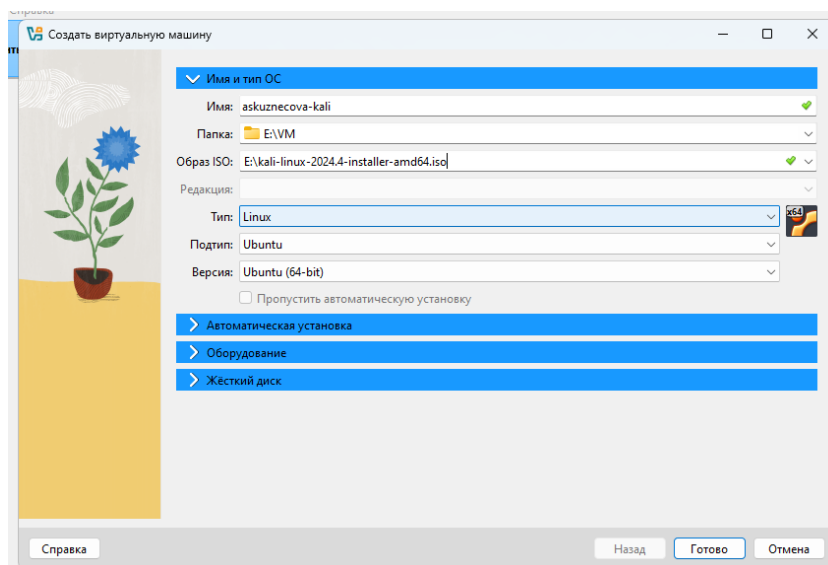 Справка
Создать виртуальную машину
Имя и тип ОС
Имя: askuznecova-kali
Папка: E:\VM
Образ ISO: E:\kali-linux-2024.4-installer-amd64.iso
Редакция:
Тип: Linux
x64
Подтип: Ubuntu
Версия: Ubuntu (64-bit)
Пропустить автоматическую установку
Автоматическая установка
Оборудование
Жёсткий диск
Справка Назад Готово Отмена